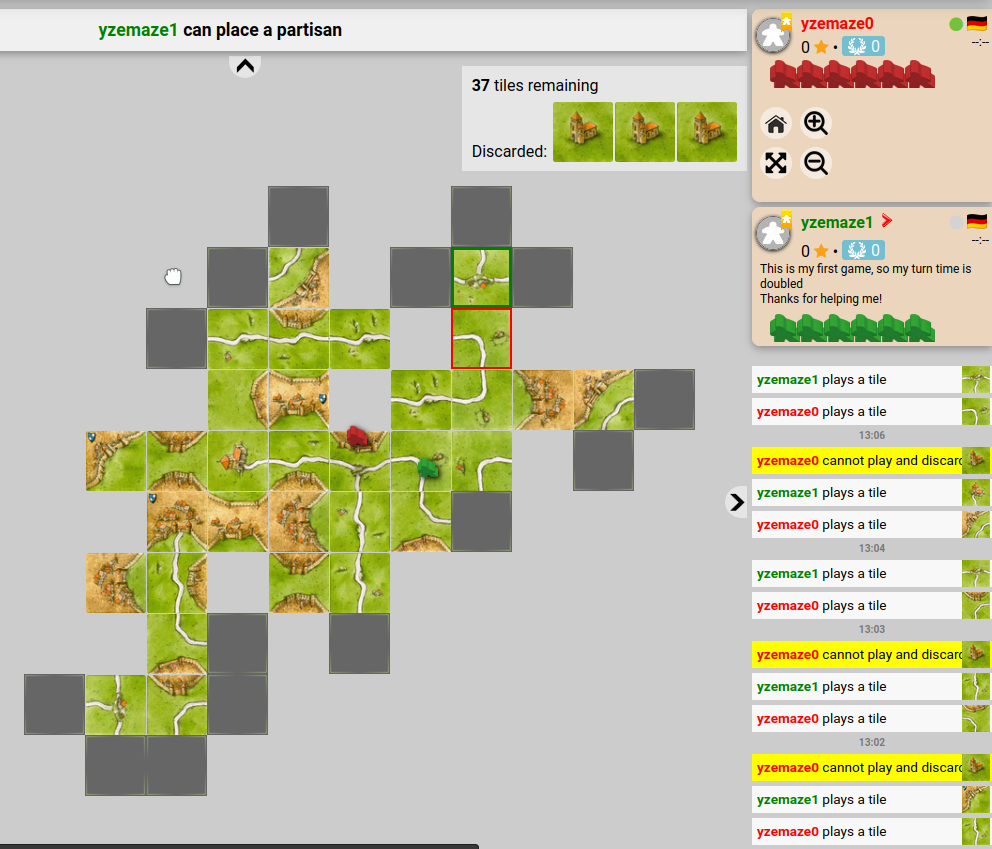 yzemaze1 can place a partisan
37 tiles remaining
Discarded:
yzemaze0
0 • 0
--:--
yzemaze1
0 • 0
--:--
This is my first game, so my turn time is
doubled
Thanks for helping me!
yzemaze1 plays a tile
yzemaze0 plays a tile
13:06
yzemaze0 cannot play and discard
yzemaze1 plays a tile
yzemaze0 plays a tile
13:04
yzemaze1 plays a tile
yzemaze0 plays a tile
13:03
yzemaze0 cannot play and discard
yzemaze1 plays a tile
yzemaze0 plays a tile
13:02
yzemaze0 cannot play and discard
yzemaze1 plays a tile
yzemaze0 plays a tile